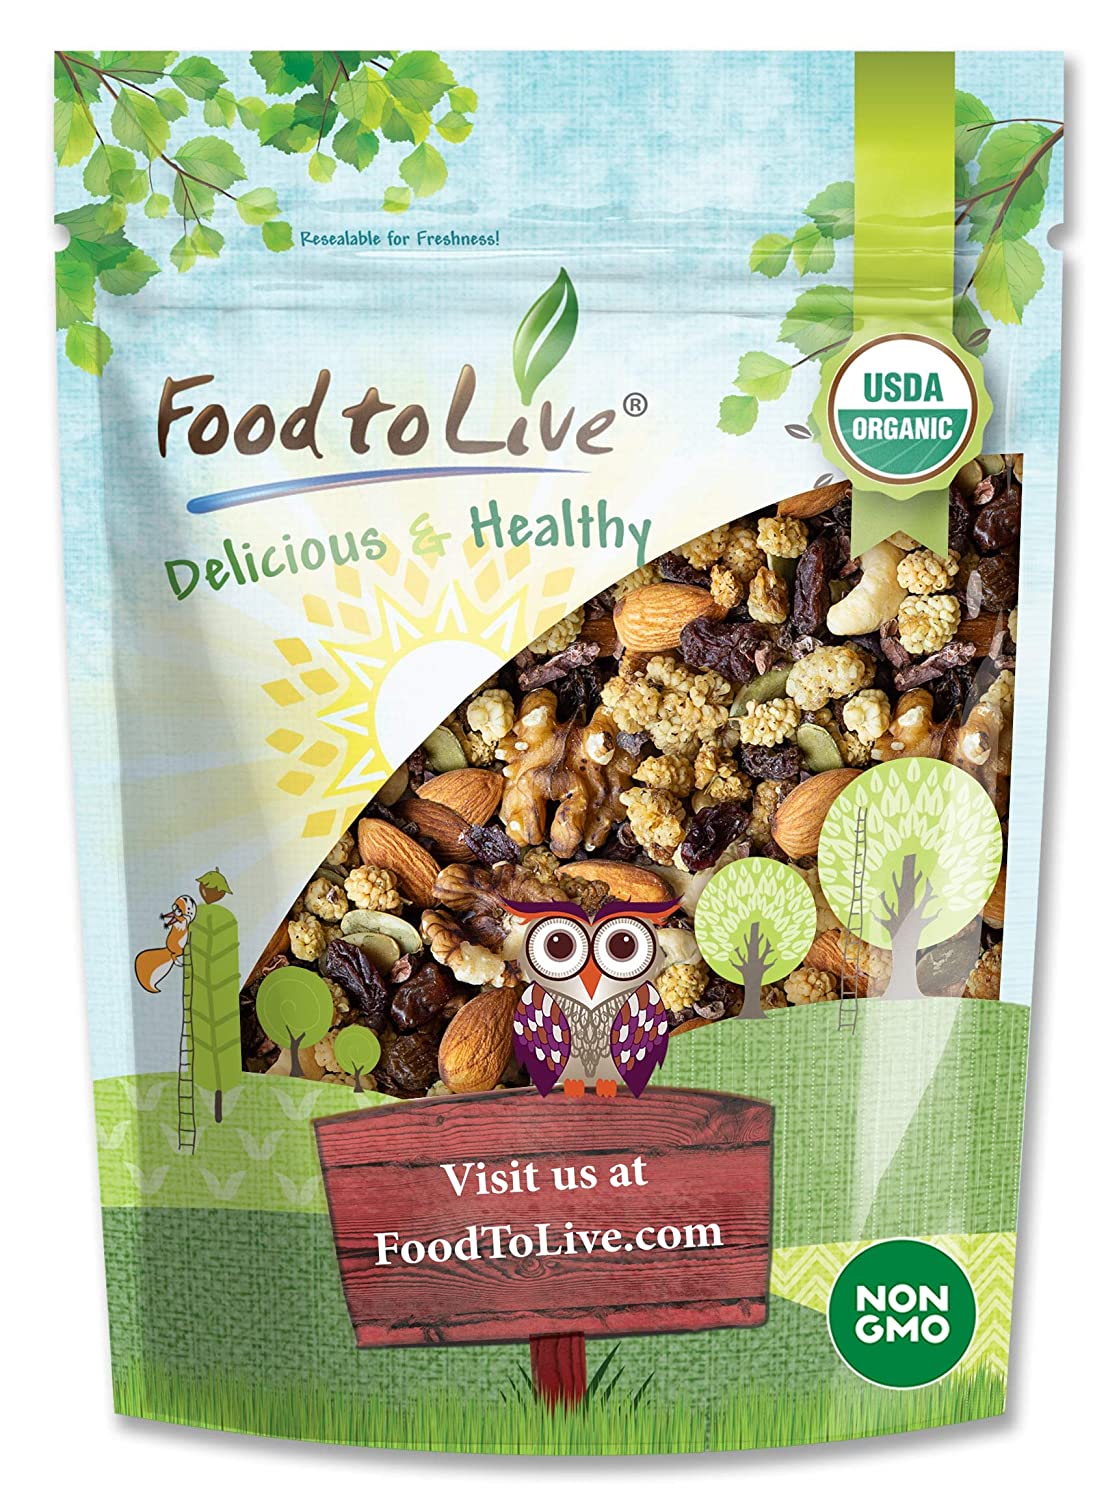 Resealable for Freshness!
Food to Live®
Delicious & Healthy
USDA
ORGANIC
Visit us at
FoodToLive.com
NON
GMO